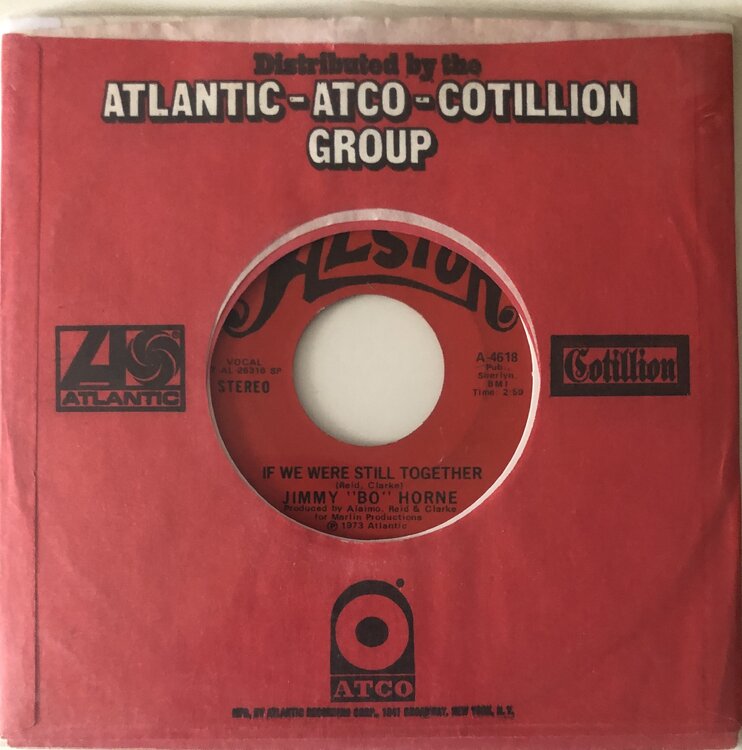 Distributed by the
ATLANTIC-ATCO-COTILLION
GROUP
ALSTON
VOCAL
AL 26318 SP
STEREO
A-4618
Pub.,
Sherlyn,
BMI
Time 2:59
ATLANTIC
Cotillion
IF WE WERE STILL TOGETHER
(Reid, Clarke)
JIMMY "BO" HORNE
Produced by Alaimo, Reid & Clarke
for Marlin Productions
℗ 1973 Atlantic
ATCO
MFG. BY ATLANTIC RECORDING CORP., 1841 BROADWAY, NEW YORK, N.Y.